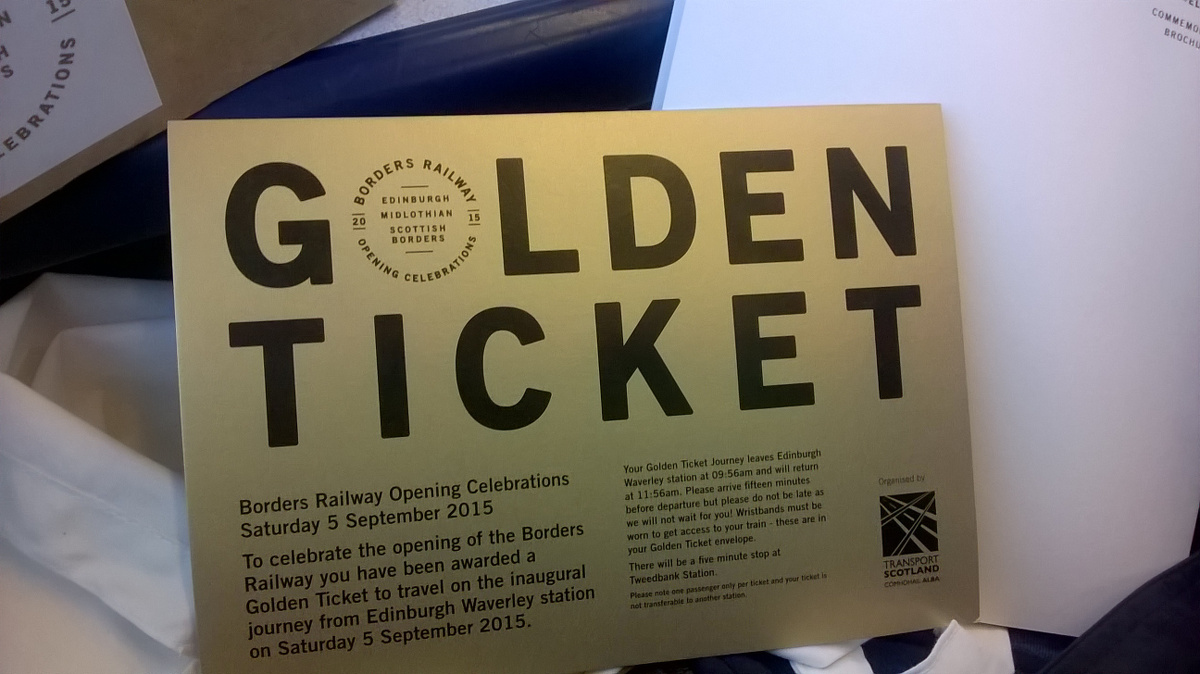 15
EBRATIONS
COMMEMO
BROCHU
GOLDEN
BORDERS RAILWAY
EDINBURGH
MIDLOTHIAN
SCOTTISH
BORDERS
20 15
OPENING CELEBRATIONS
TICKET
Borders Railway Opening Celebrations
Saturday 5 September 2015
To celebrate the opening of the Borders
Railway you have been awarded a
Golden Ticket to travel on the inaugural
journey from Edinburgh Waverley station
on Saturday 5 September 2015.
Your Golden Ticket Journey leaves Edinburgh
Waverley station at 09:56am and will return
at 11:56am. Please arrive fifteen minutes
before departure but please do not be late as
we will not wait for you! Wristbands must be
worn to get access to your train - these are in
your Golden Ticket envelope.
There will be a five minute stop at
Tweedbank Station.
Please note one passenger only per ticket and your ticket is
not transferable to another station.
Organised by
TRANSPORT
SCOTLAND
CÒMHDHAIL ALBA